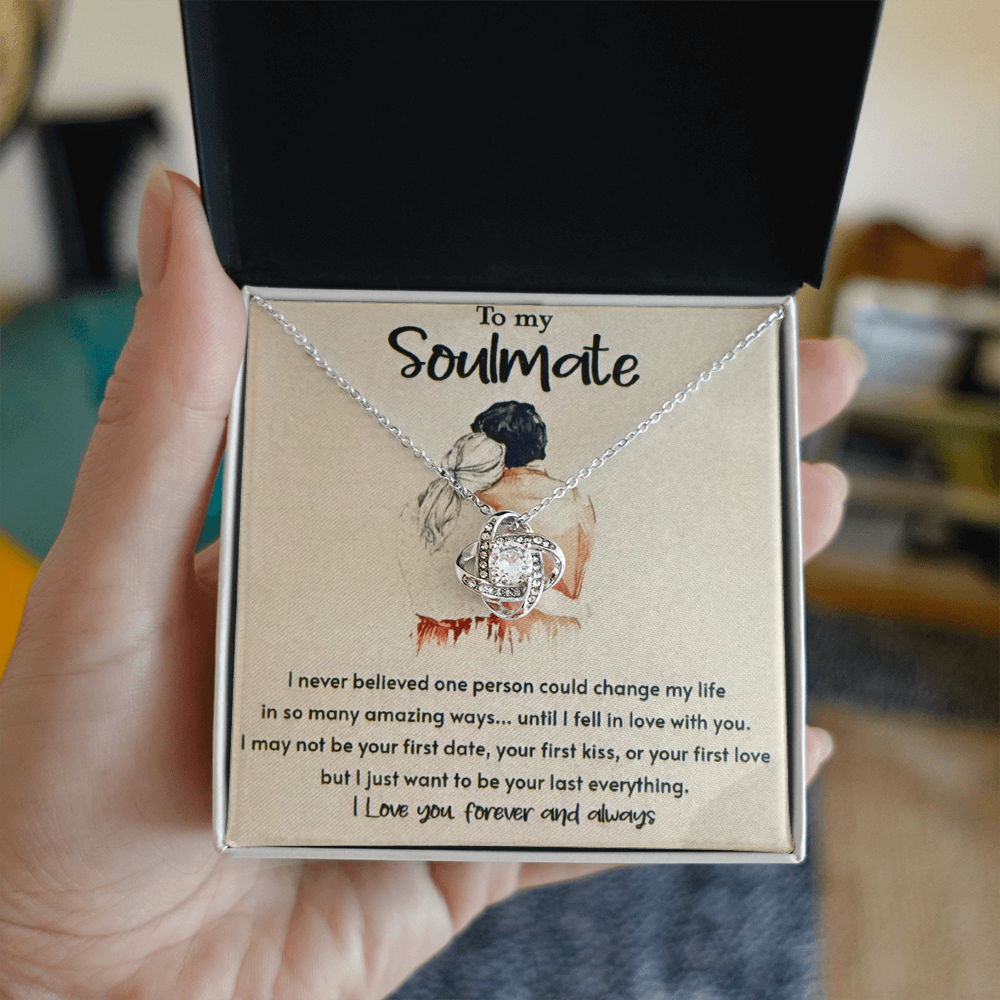 To my
Soulmate
I never believed one person could change my life
in so many amazing ways... until I fell in love with you.
I may not be your first date, your first kiss, or your first love
but I just want to be your last everything.
I Love you forever and always